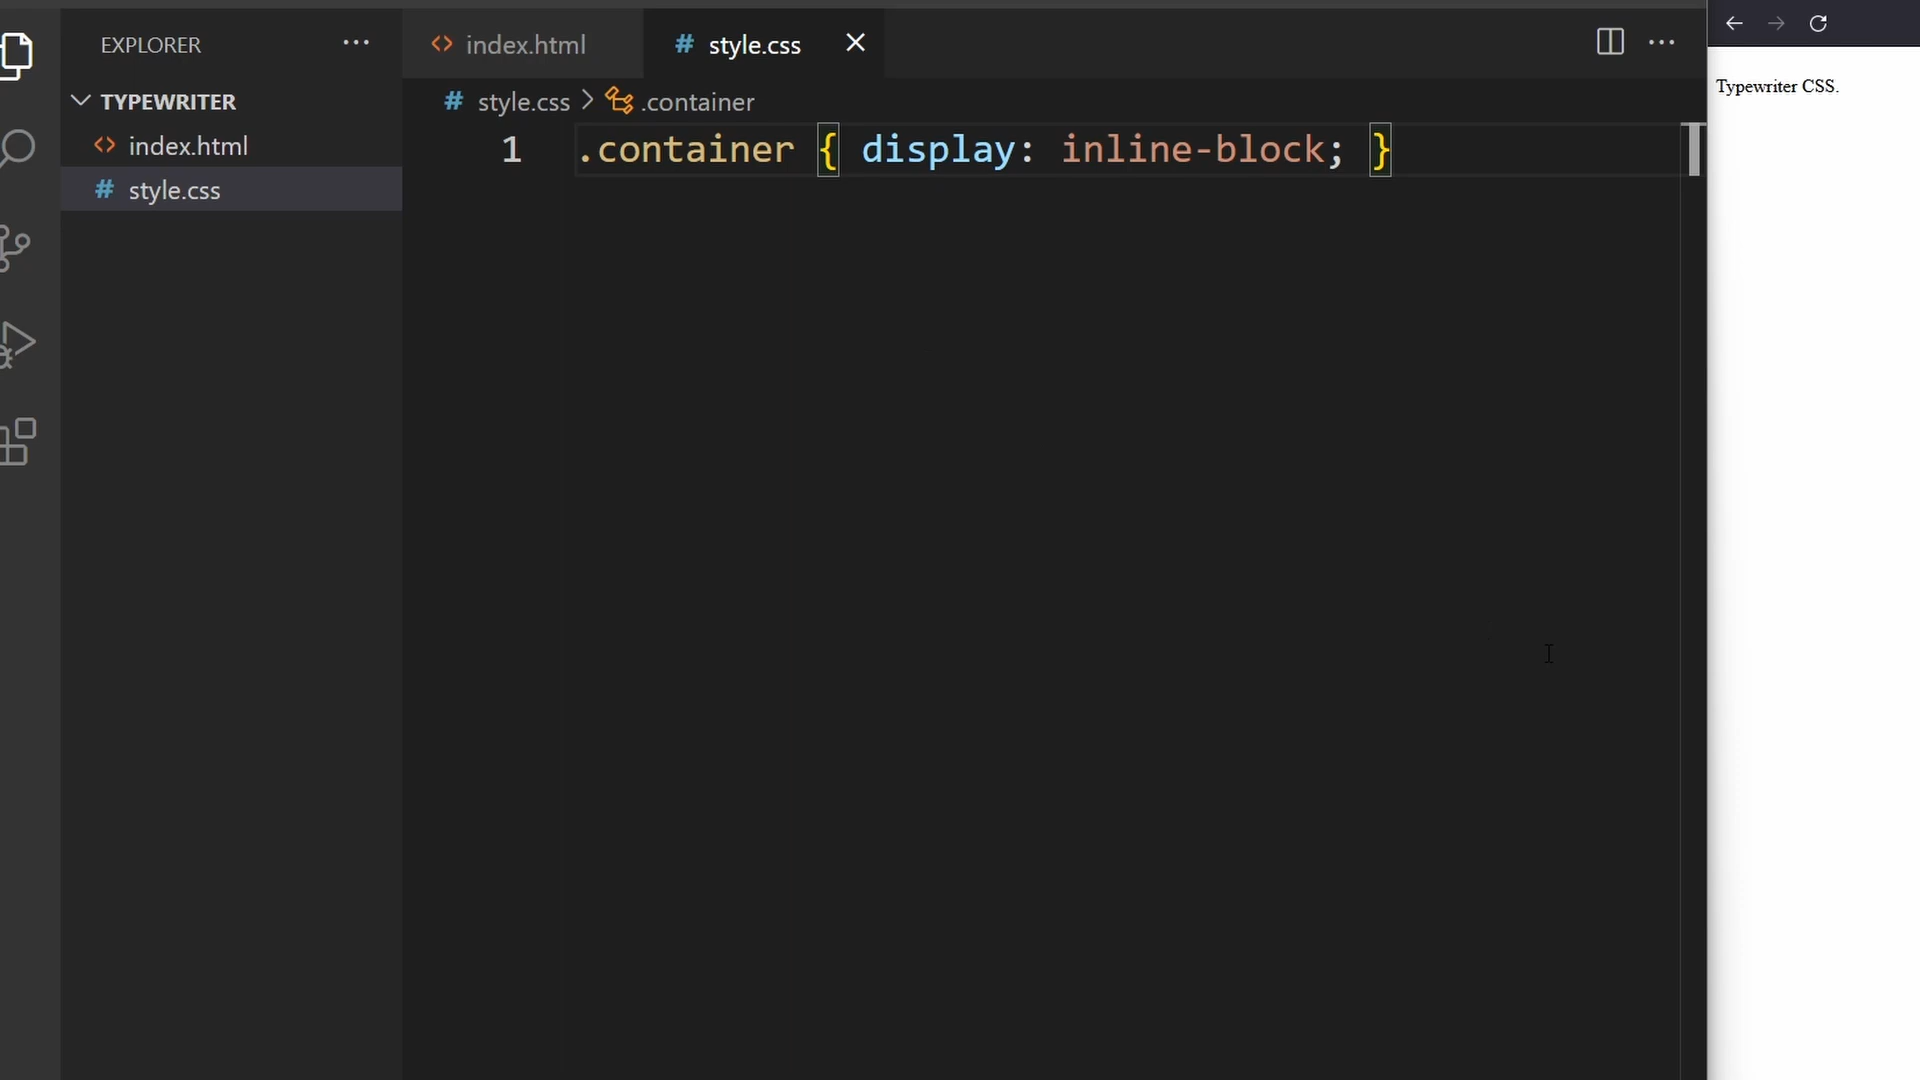 EXPLORER
TYPEWRITER
index.html
style.css
index.html
style.css
style.css > .container
1 .container { display: inline-block; }
Typewriter CSS.